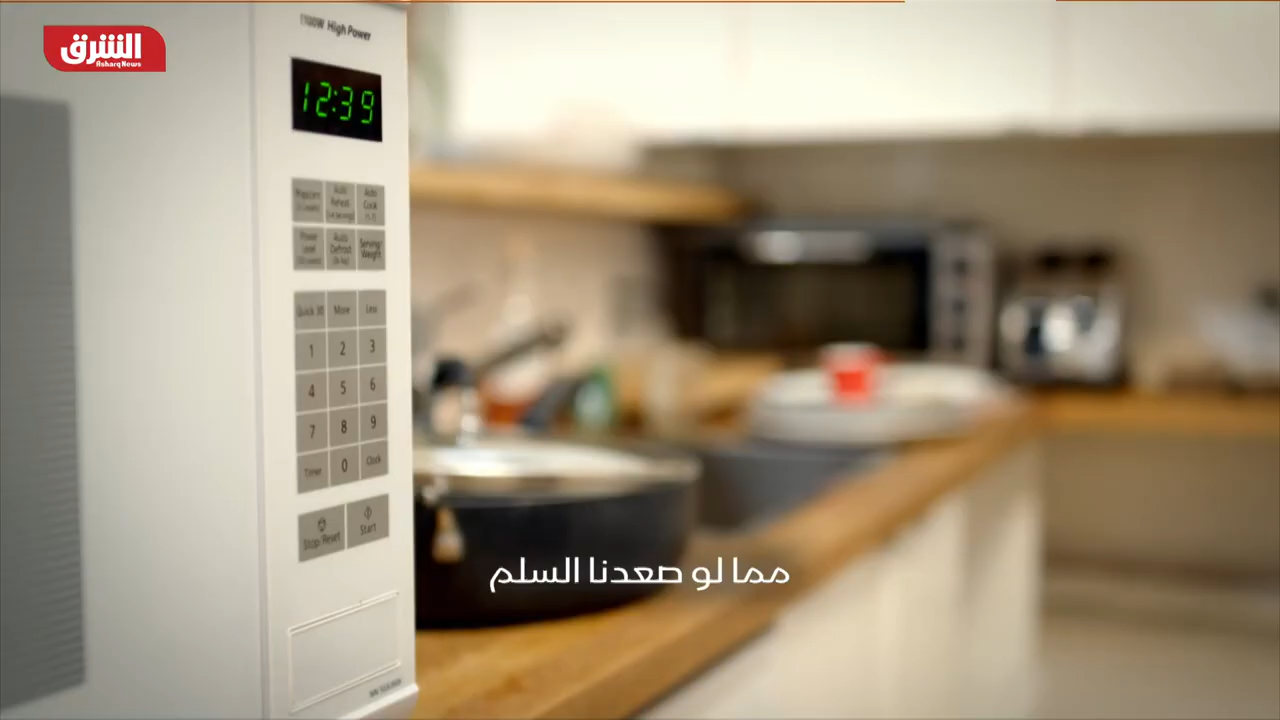 الشرق
Asharq News
1100W High Power
12:39
Popcorn
Auto Reheat
Auto Cook
Power Level
Auto Defrost
Serving/Weight
Quick 30 More Less
1 2 3
4 5 6
7 8 9
Timer 0 Clock
Stop/Reset Start
مما لو صعدنا السلم